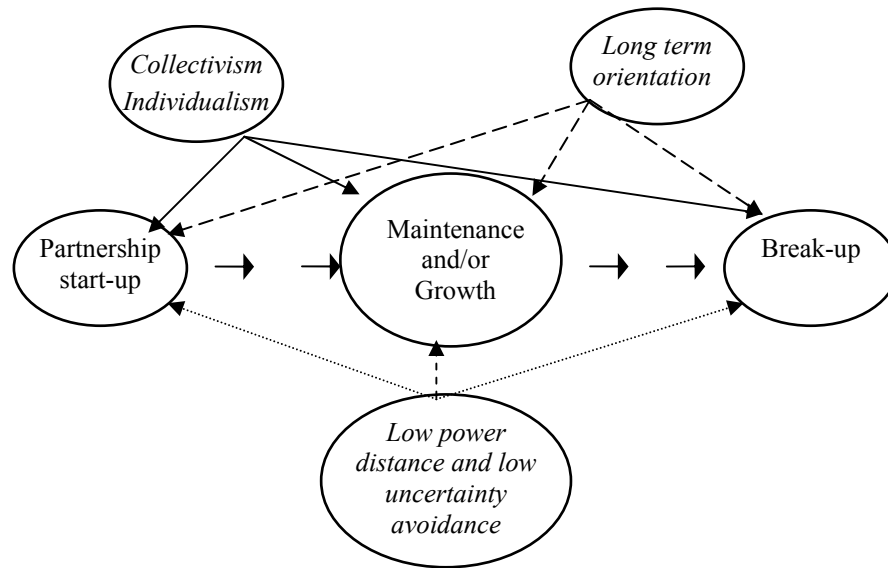 Collectivism
Individualism
Long term
orientation
Partnership
start-up
Maintenance
and/or
Growth
Break-up
Low power
distance and low
uncertainty
avoidance